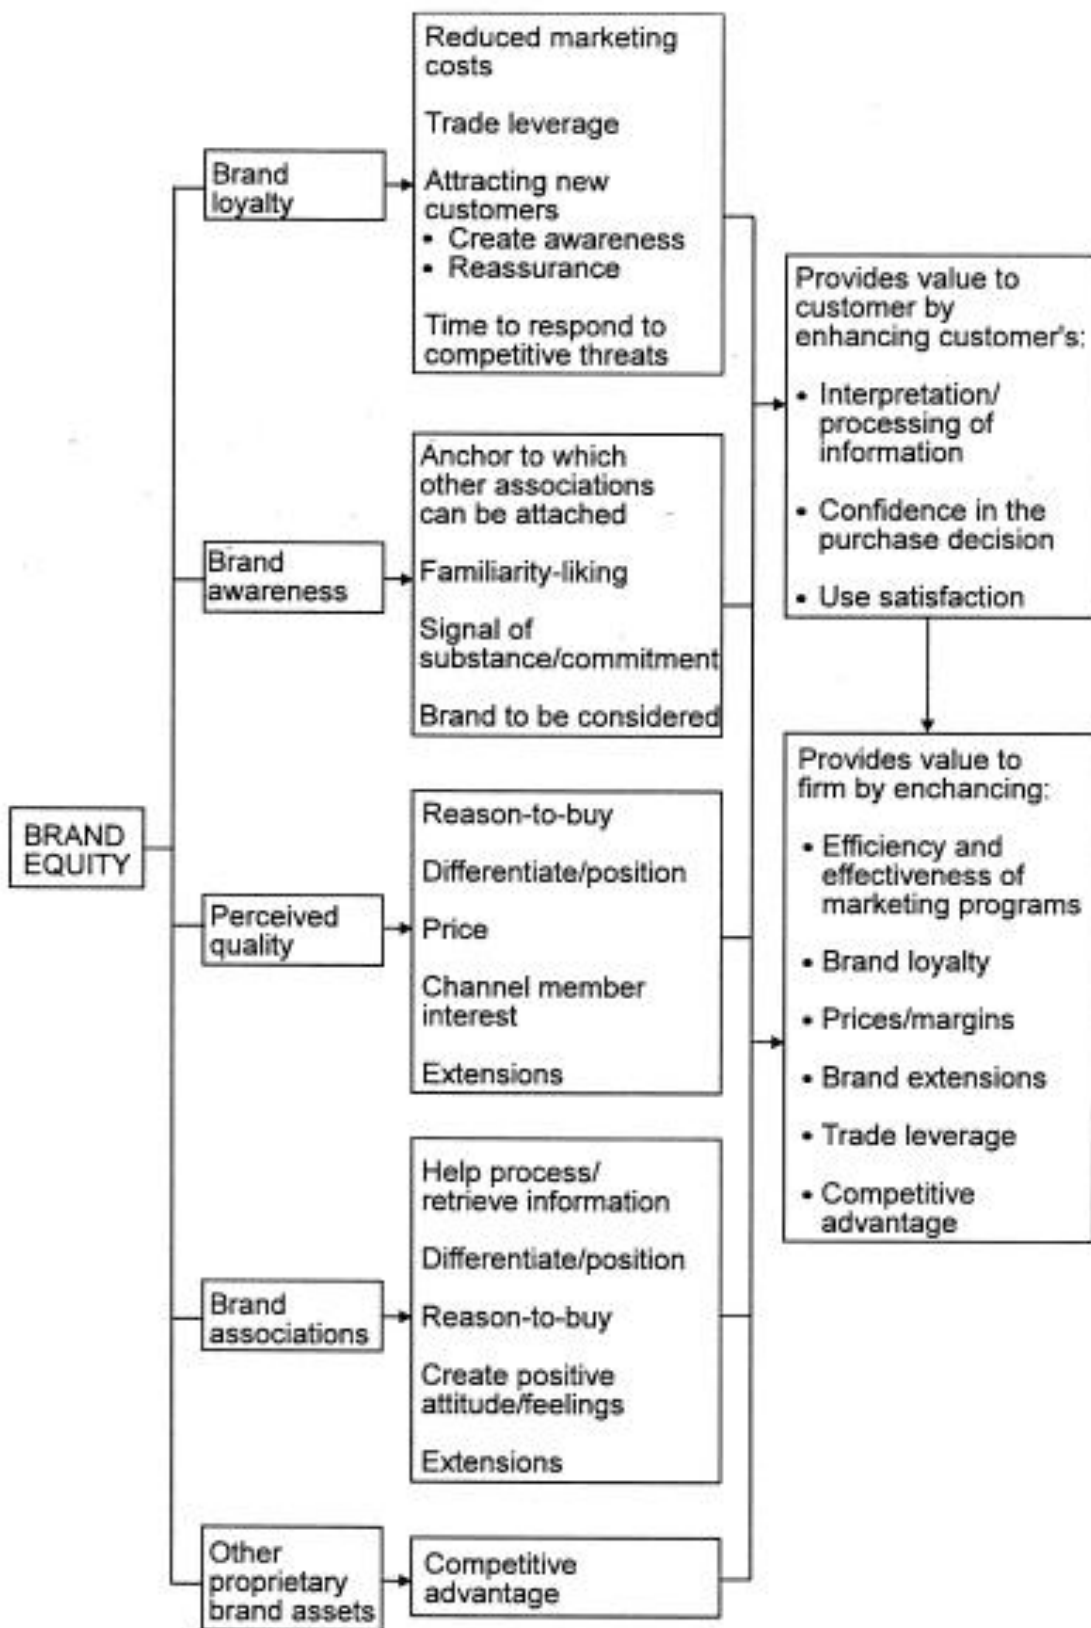 BRAND
EQUITY
Brand
loyalty
Reduced marketing
costs
Trade leverage
Attracting new
customers
• Create awareness
• Reassurance
Time to respond to
competitive threats
Brand
awareness
Anchor to which
other associations
can be attached
Familiarity-liking
Signal of
substance/commitment
Brand to be considered
Perceived
quality
Reason-to-buy
Differentiate/position
Price
Channel member
interest
Extensions
Brand
associations
Help process/
retrieve information
Differentiate/position
Reason-to-buy
Create positive
attitude/feelings
Extensions
Other
proprietary
brand assets
Competitive
advantage
Provides value to
customer by
enhancing customer's:
• Interpretation/
processing of
information
• Confidence in the
purchase decision
• Use satisfaction
Provides value to
firm by enchancing:
• Efficiency and
effectiveness of
marketing programs
• Brand loyalty
• Prices/margins
• Brand extensions
• Trade leverage
• Competitive
advantage